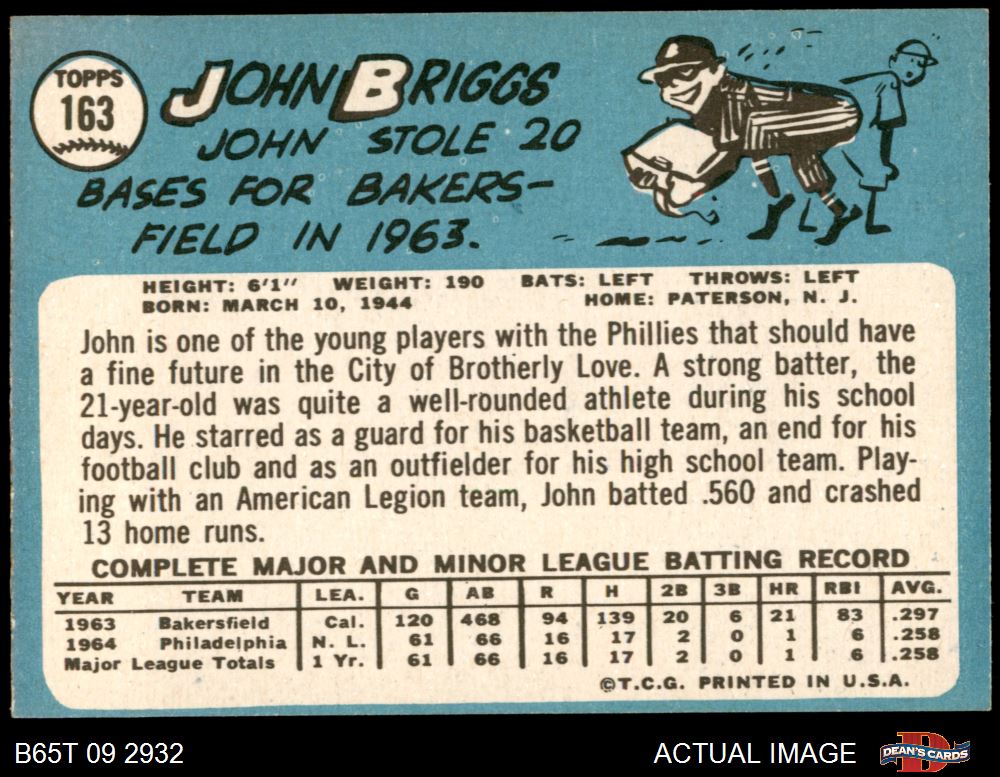 TOPPS
163
JOHN BRIGGS
JOHN STOLE 20
BASES FOR BAKERS-
FIELD IN 1963.
HEIGHT: 6'1" WEIGHT: 190 BATS: LEFT THROWS: LEFT
BORN: MARCH 10, 1944 HOME: PATERSON, N. J.
John is one of the young players with the Phillies that should have
a fine future in the City of Brotherly Love. A strong batter, the
21-year-old was quite a well-rounded athlete during his school
days. He starred as a guard for his basketball team, an end for his
football club and as an outfielder for his high school team. Play-
ing with an American Legion team, John batted .560 and crashed
13 home runs.
COMPLETE MAJOR AND MINOR LEAGUE BATTING RECORD
YEAR TEAM LEA. G AB R H 2B 3B HR RBI AVG.
1963 Bakersfield Cal. 120 468 94 139 20 6 21 83 .297
1964 Philadelphia N. L. 61 66 16 17 2 0 1 6 .258
Major League Totals 1 Yr. 61 66 16 17 2 0 1 6 .258
©T.C.G. PRINTED IN U.S.A.
B65T 09 2932 ACTUAL IMAGE DEAN'S CARDS